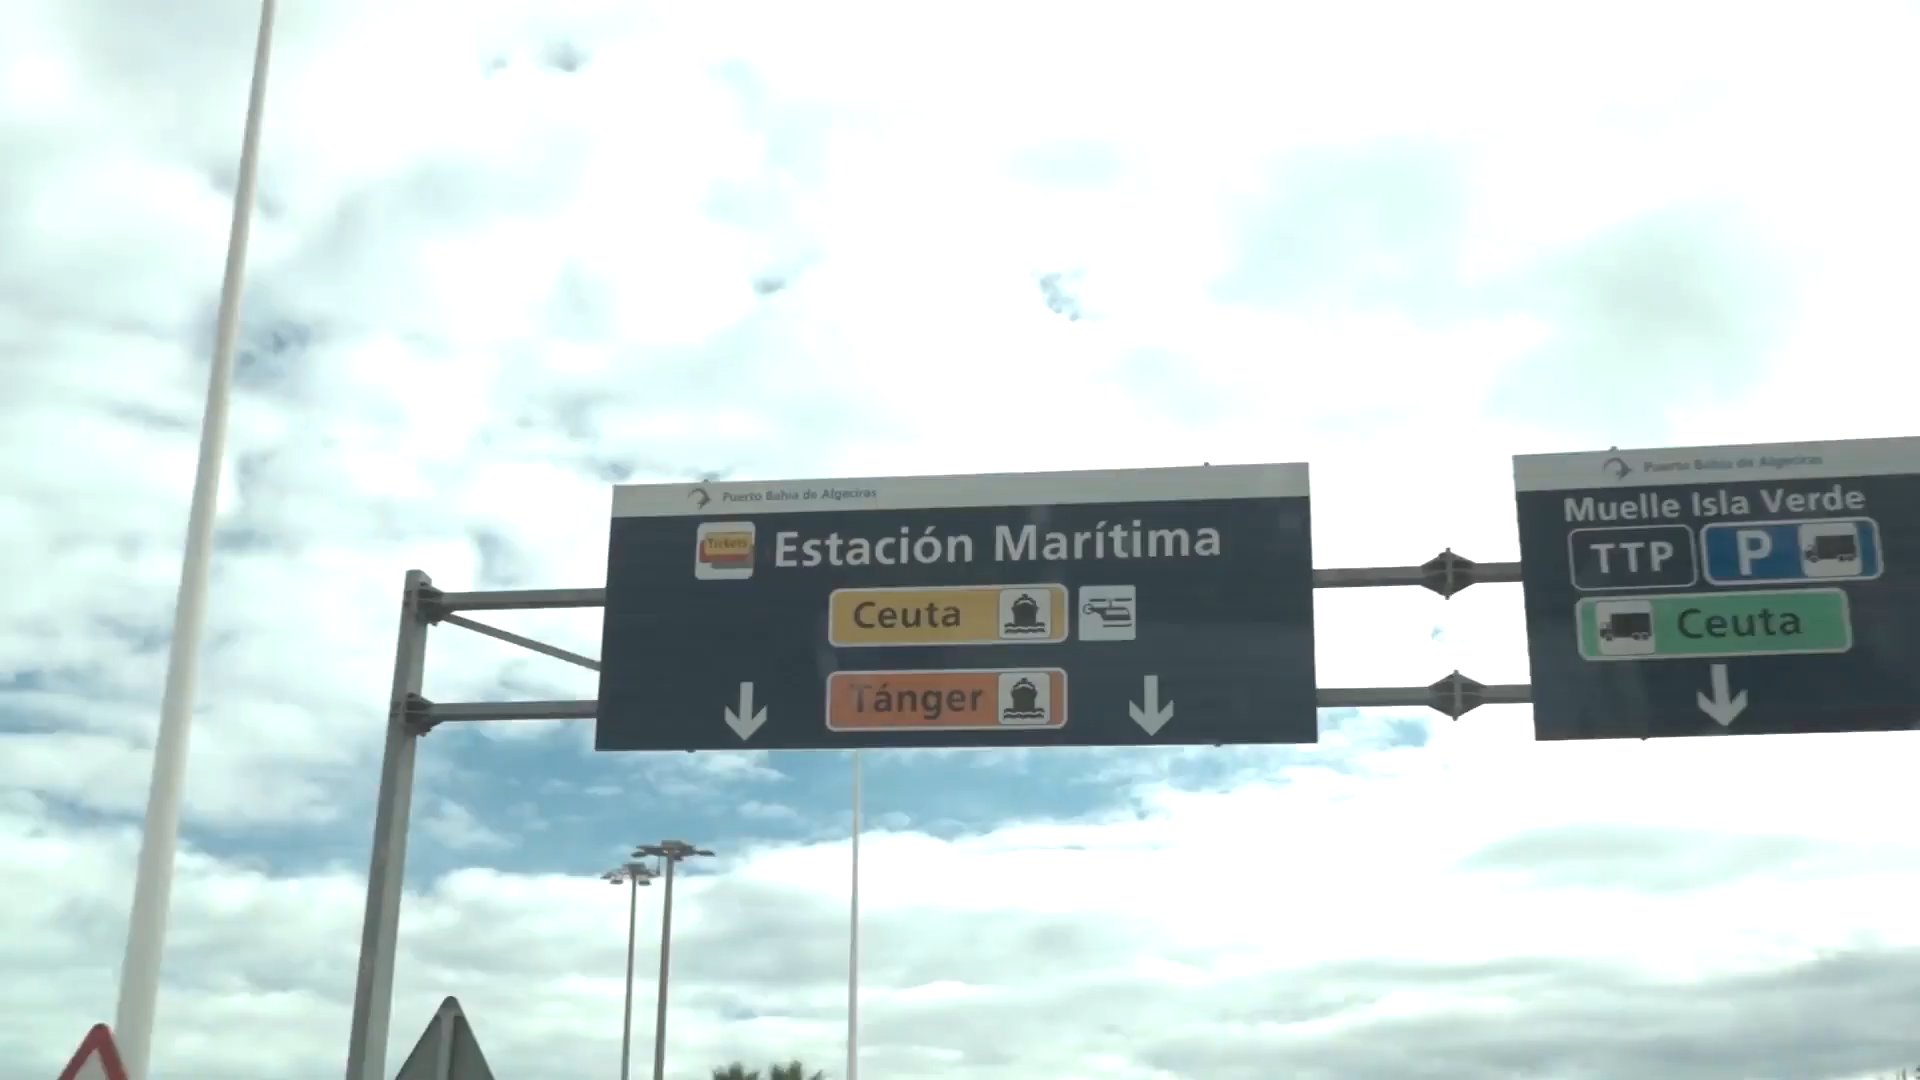 Puerto Bahía de Algeciras
Tickets
Estación Marítima
Ceuta
Tánger
Puerto Bahía de Algeciras
Muelle Isla Verde
TTP
P
Ceuta